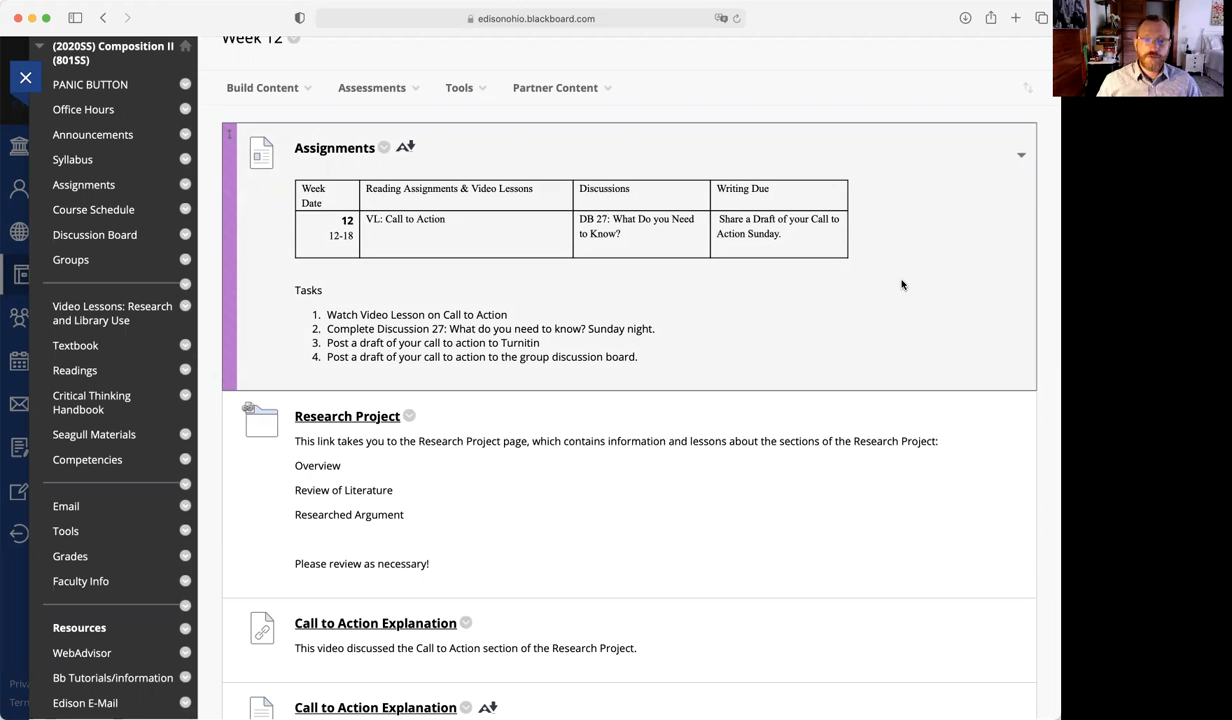 edisonohio.blackboard.com
(2020SS) Composition II
(801SS)
PANIC BUTTON
Office Hours
Announcements
Syllabus
Assignments
Course Schedule
Discussion Board
Groups
Video Lessons: Research
and Library Use
Textbook
Readings
Critical Thinking
Handbook
Seagull Materials
Competencies
Email
Tools
Grades
Faculty Info
Resources
WebAdvisor
Bb Tutorials/information
Edison E-Mail
Week 12
Build Content
Assessments
Tools
Partner Content
Assignments
Week
Date
Reading Assignments & Video Lessons
Discussions
Writing Due
12
12-18
VL: Call to Action
DB 27: What Do you Need
to Know?
Share a Draft of your Call to
Action Sunday.
Tasks
1. Watch Video Lesson on Call to Action
2. Complete Discussion 27: What do you need to know? Sunday night.
3. Post a draft of your call to action to Turnitin
4. Post a draft of your call to action to the group discussion board.
Research Project
This link takes you to the Research Project page, which contains information and lessons about the sections of the Research Project:
Overview
Review of Literature
Researched Argument
Please review as necessary!
Call to Action Explanation
This video discussed the Call to Action section of the Research Project.
Call to Action Explanation